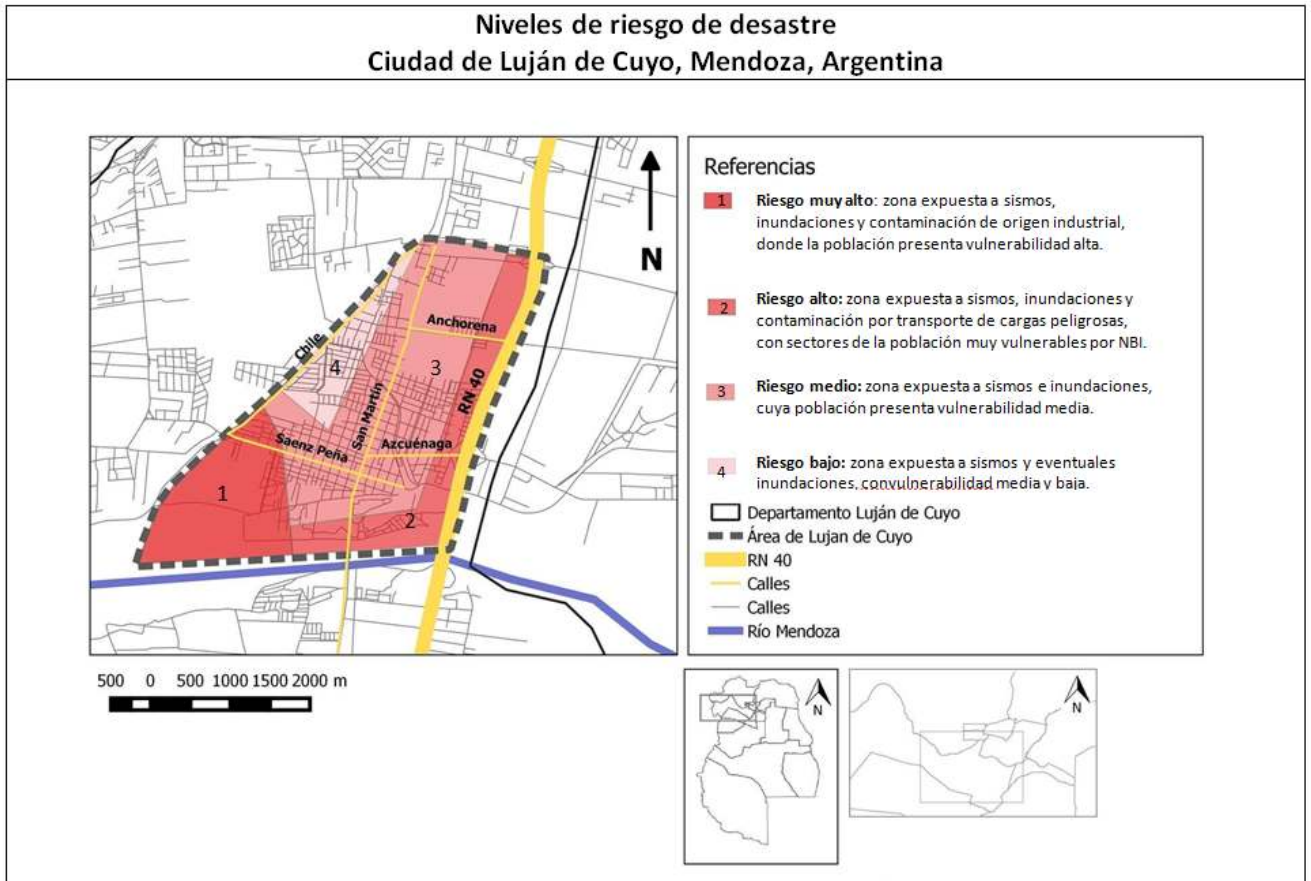 Niveles de riesgo de desastre
Ciudad de Luján de Cuyo, Mendoza, Argentina
N
Anchorena
Chile
4
3
RN 40
San Martín
Saenz Peña
Azcuénaga
1
2
500 0 500 1000 1500 2000 m
Referencias
1 Riesgo muy alto: zona expuesta a sismos,
inundaciones y contaminación de origen industrial,
donde la población presenta vulnerabilidad alta.
2 Riesgo alto: zona expuesta a sismos, inundaciones y
contaminación por transporte de cargas peligrosas,
con sectores de la población muy vulnerables por NBI.
3 Riesgo medio: zona expuesta a sismos e inundaciones,
cuya población presenta vulnerabilidad media.
4 Riesgo bajo: zona expuesta a sismos y eventuales
inundaciones, convulnerabilidad media y baja.
Departamento Luján de Cuyo
Área de Lujan de Cuyo
RN 40
Calles
Calles
Río Mendoza
N
N